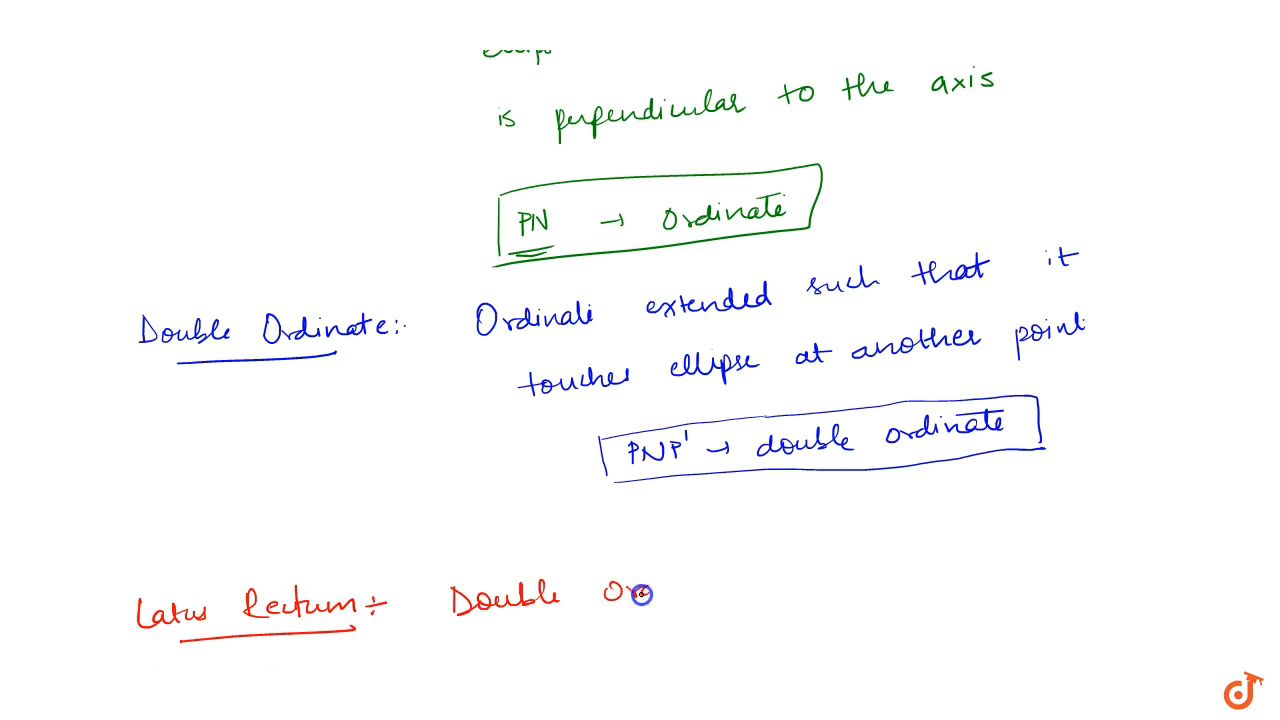 is perpendicular to the axis
PN → Ordinate
Double Ordinate:- Ordinate extended such that it
touches ellipse at another point
PNP' → double ordinate
Latus Rectum ÷ Double Or